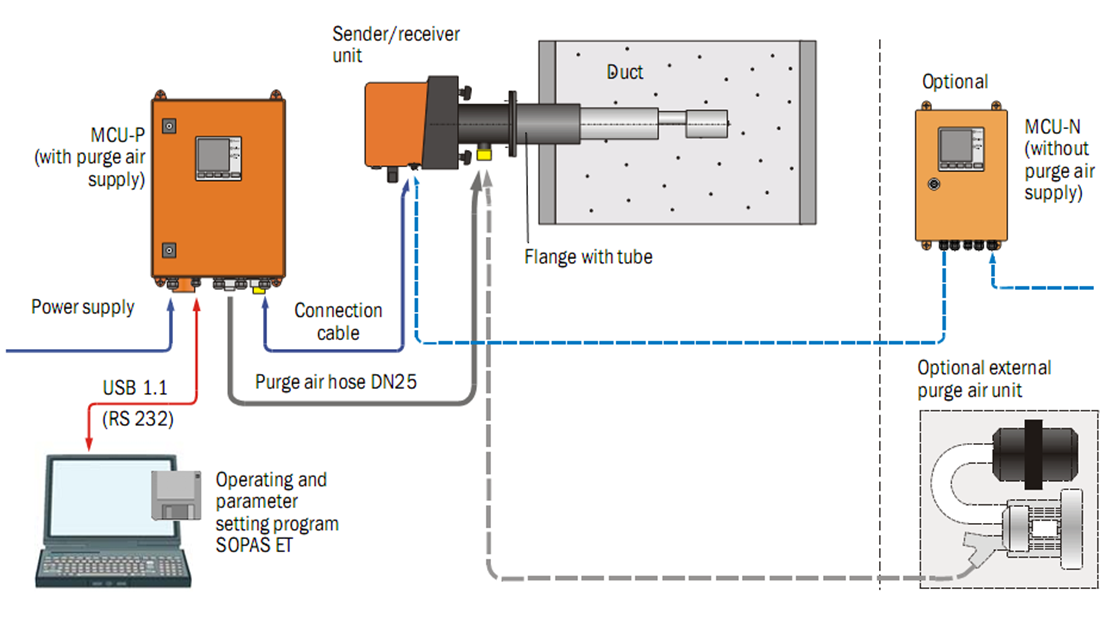 Sender/receiver
unit
Duct
Optional
MCU-P
(with purge air
supply)
MCU-N
(without
purge air
supply)
Flange with tube
Power supply
Connection
cable
Optional external
purge air unit
USB 1.1
(RS 232)
Purge air hose DN25
Operating and
parameter
setting program
SOPAS ET